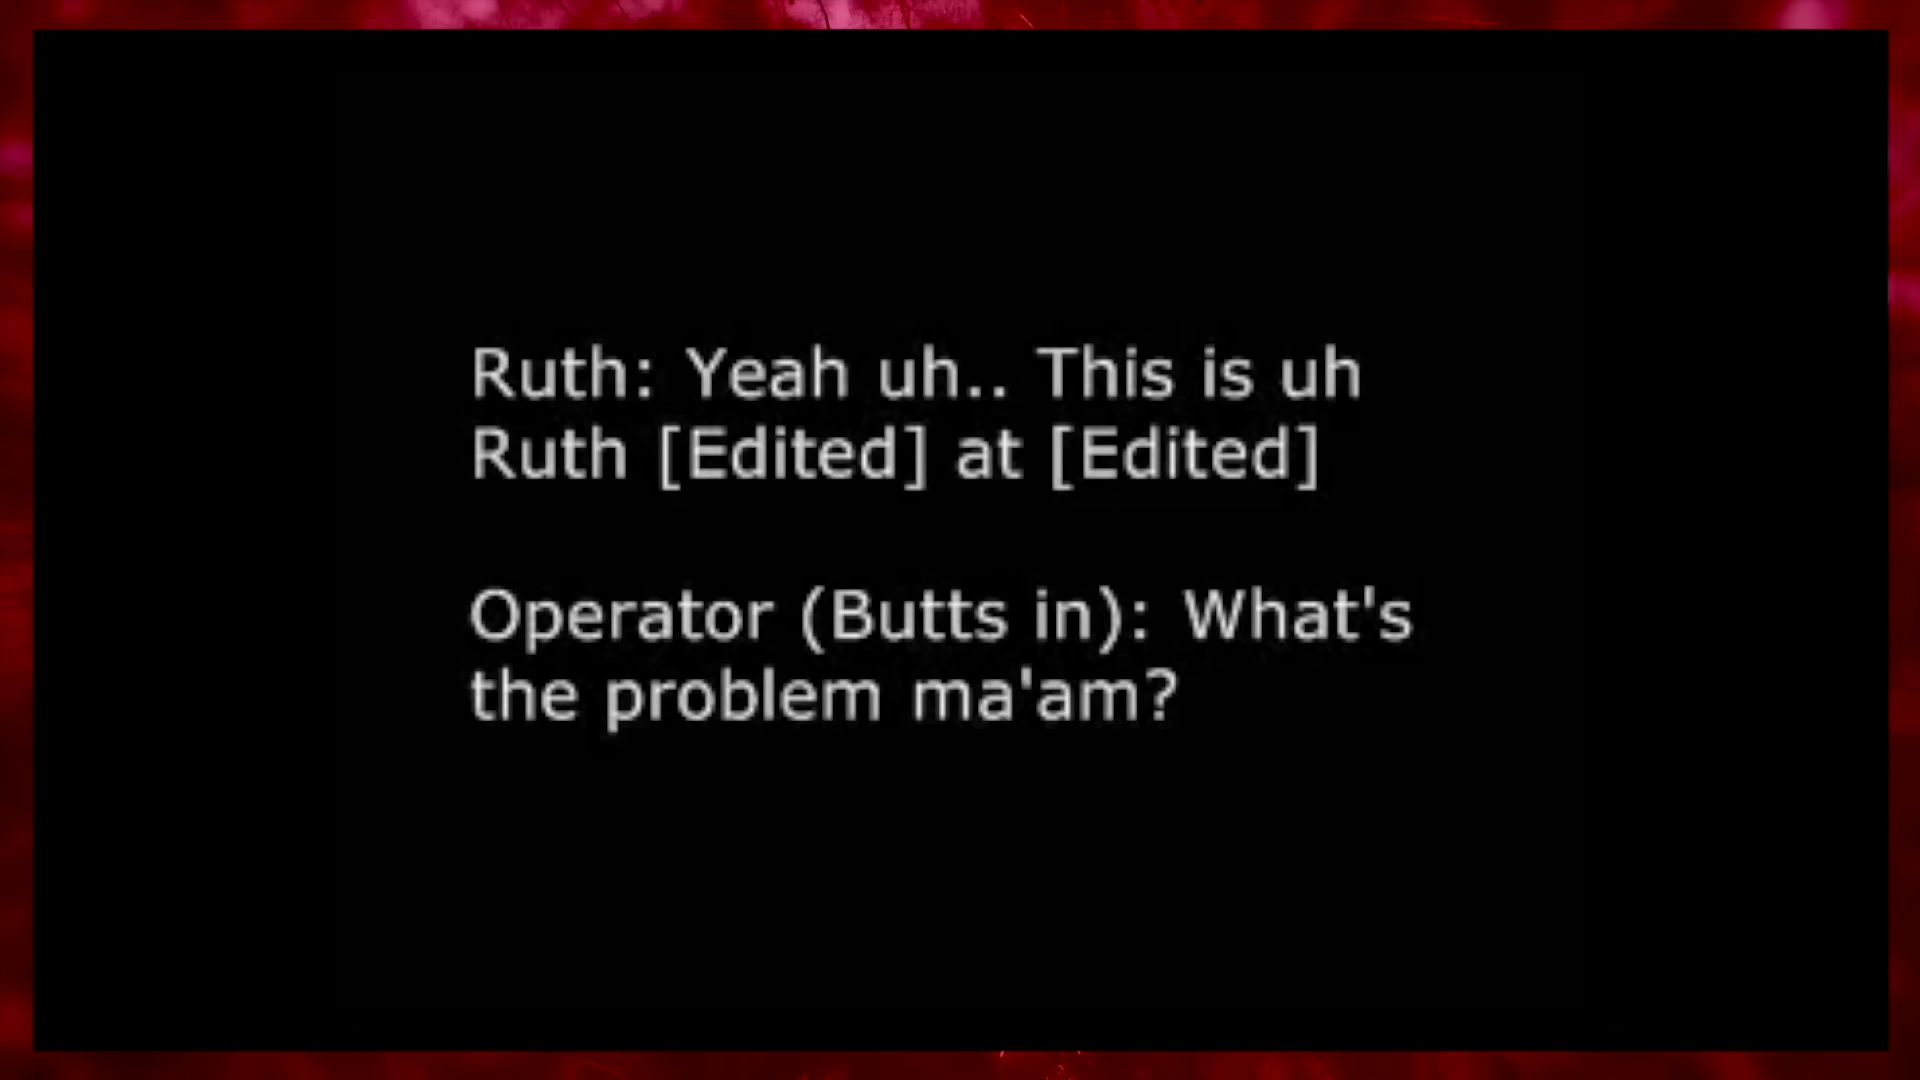 Ruth: Yeah uh.. This is uh
Ruth [Edited] at [Edited]
Operator (Butts in): What's
the problem ma'am?